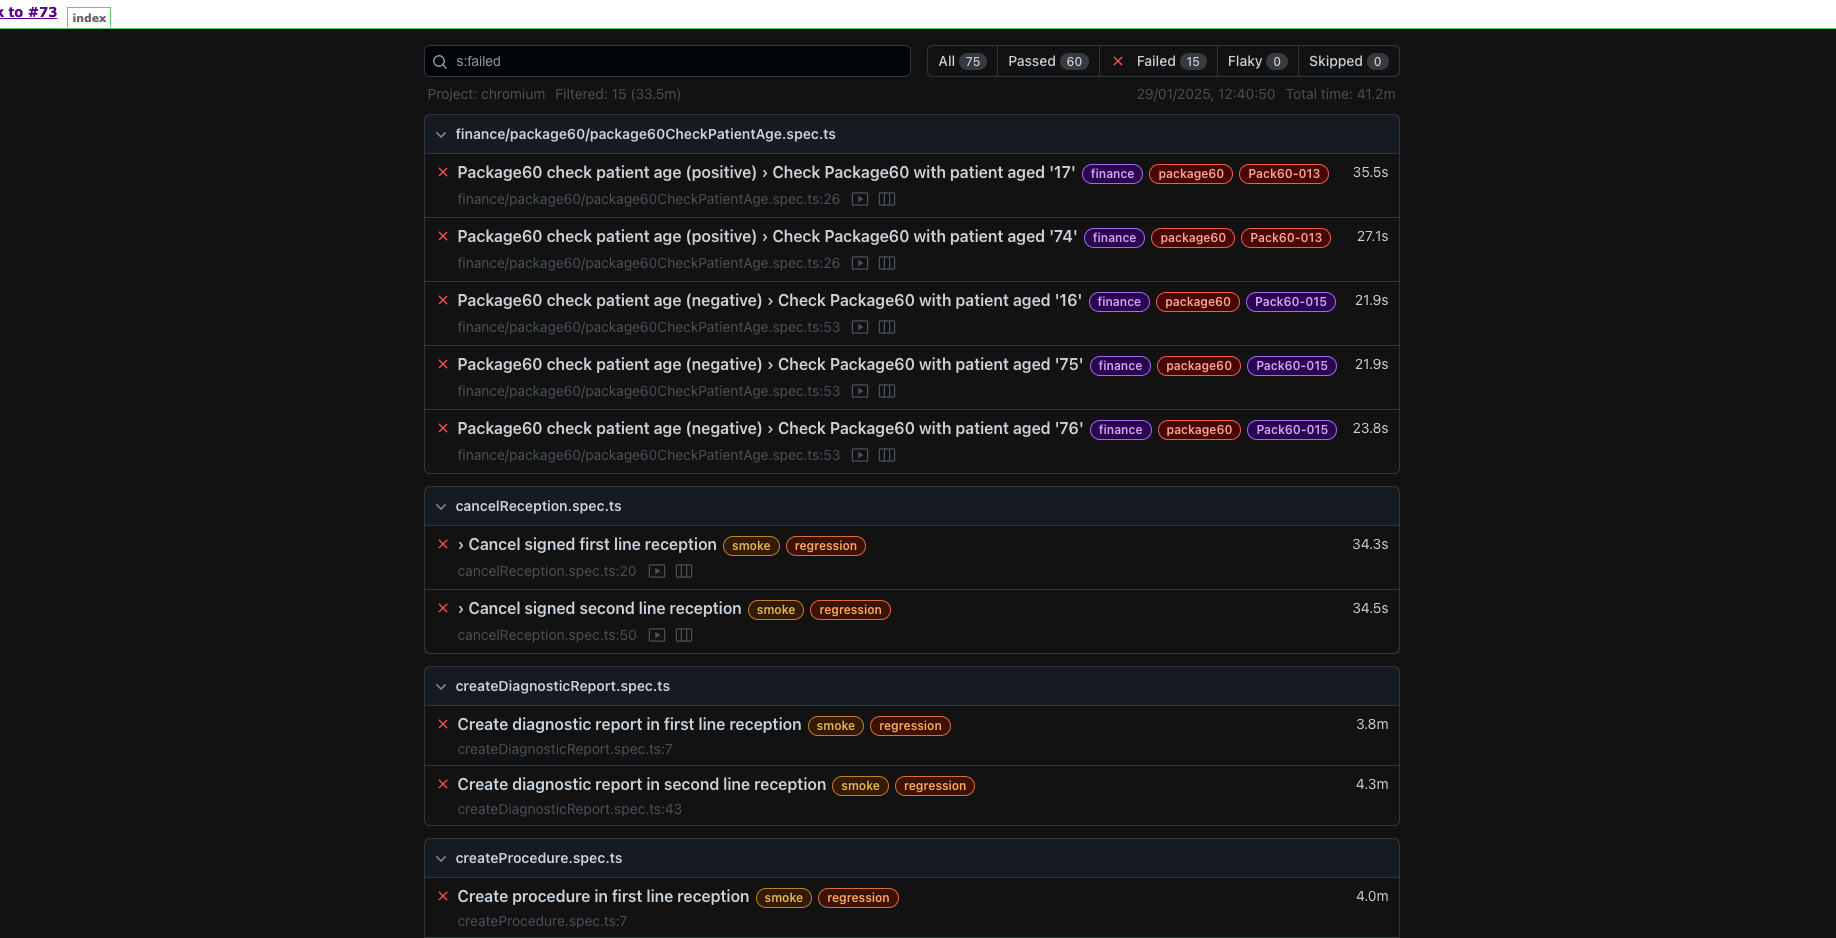 k to #73 index
s:failed All 75 Passed 60 Failed 15 Flaky 0 Skipped 0
Project: chromium Filtered: 15 (33.5m) 29/01/2025, 12:40:50 Total time: 41.2m
finance/package60/package60CheckPatientAge.spec.ts
Package60 check patient age (positive) › Check Package60 with patient aged '17' finance package60 Pack60-013 35.5s
finance/package60/package60CheckPatientAge.spec.ts:26
Package60 check patient age (positive) › Check Package60 with patient aged '74' finance package60 Pack60-013 27.1s
finance/package60/package60CheckPatientAge.spec.ts:26
Package60 check patient age (negative) › Check Package60 with patient aged '16' finance package60 Pack60-015 21.9s
finance/package60/package60CheckPatientAge.spec.ts:53
Package60 check patient age (negative) › Check Package60 with patient aged '75' finance package60 Pack60-015 21.9s
finance/package60/package60CheckPatientAge.spec.ts:53
Package60 check patient age (negative) › Check Package60 with patient aged '76' finance package60 Pack60-015 23.8s
finance/package60/package60CheckPatientAge.spec.ts:53
cancelReception.spec.ts
› Cancel signed first line reception smoke regression 34.3s
cancelReception.spec.ts:20
› Cancel signed second line reception smoke regression 34.5s
cancelReception.spec.ts:50
createDiagnosticReport.spec.ts
Create diagnostic report in first line reception smoke regression 3.8m
createDiagnosticReport.spec.ts:7
Create diagnostic report in second line reception smoke regression 4.3m
createDiagnosticReport.spec.ts:43
createProcedure.spec.ts
Create procedure in first line reception smoke regression 4.0m
createProcedure.spec.ts:7